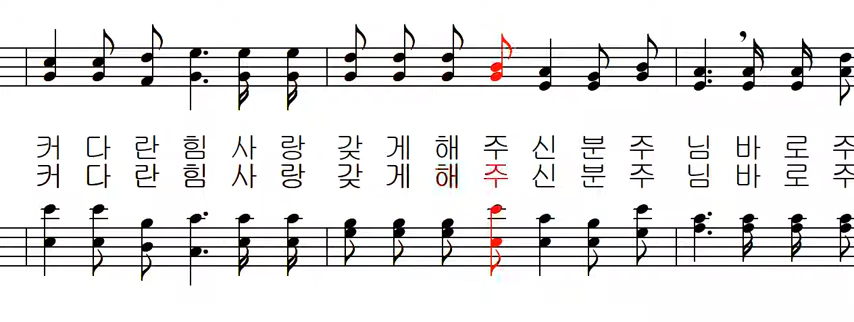 커 다 란 힘 사 랑 갖 게 해 주 신 분 주 님 바 로 주
커 다 란 힘 사 랑 갖 게 해 주 신 분 주 님 바 로 주